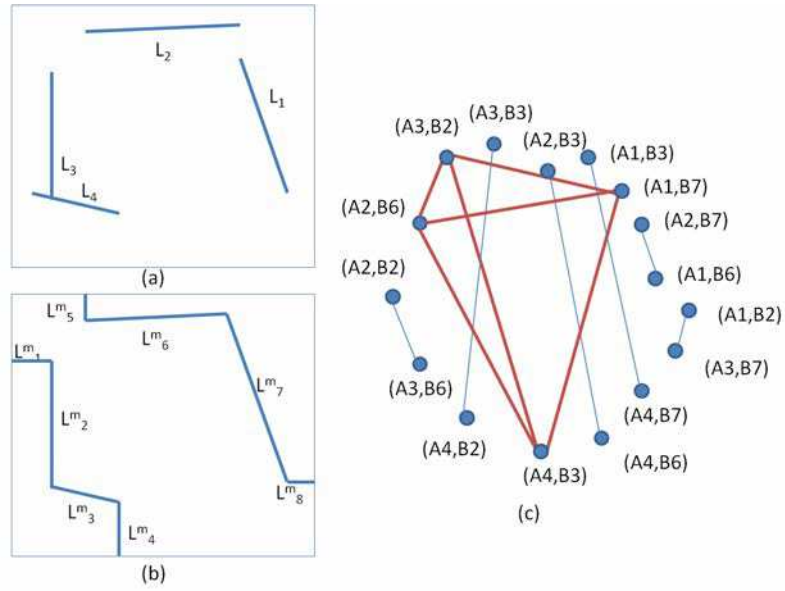 L2
L1
L3
L4
(a)
Lm5
Lm6
Lm1
Lm7
Lm2
Lm3
Lm8
Lm4
(b)
(A3,B3)
(A3,B2)
(A2,B3)
(A1,B3)
(A1,B7)
(A2,B6)
(A2,B7)
(A2,B2)
(A1,B6)
(A1,B2)
(A3,B7)
(A3,B6)
(A4,B7)
(A4,B2)
(A4,B6)
(A4,B3)
(c)